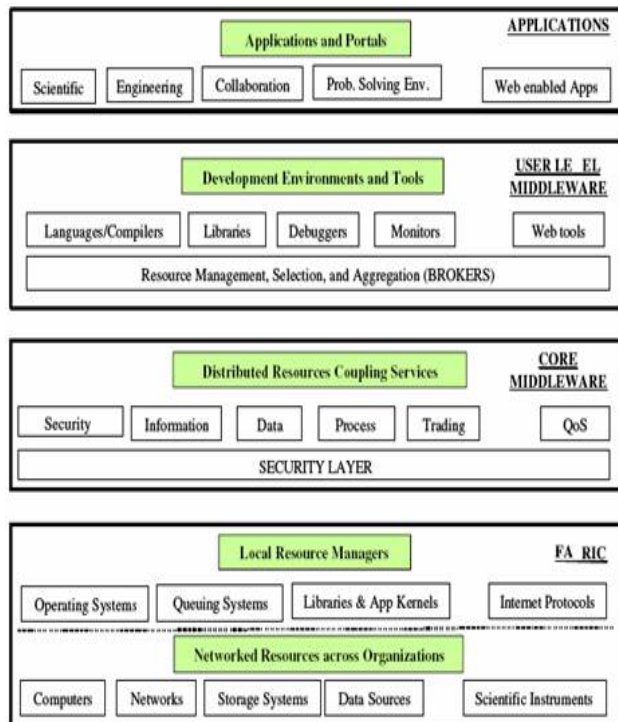 APPLICATIONS
Applications and Portals
Scientific
Engineering
Collaboration
Prob. Solving Env.
Web enabled Apps
USER LE EL
MIDDLEWARE
Development Environments and Tools
Languages/Compilers
Libraries
Debuggers
Monitors
Web tools
Resource Management, Selection, and Aggregation (BROKERS)
CORE
MIDDLEWARE
Distributed Resources Coupling Services
Security
Information
Data
Process
Trading
QoS
SECURITY LAYER
FA RIC
Local Resource Managers
Operating Systems
Queuing Systems
Libraries & App Kernels
Internet Protocols
Networked Resources across Organizations
Computers
Networks
Storage Systems
Data Sources
Scientific Instruments